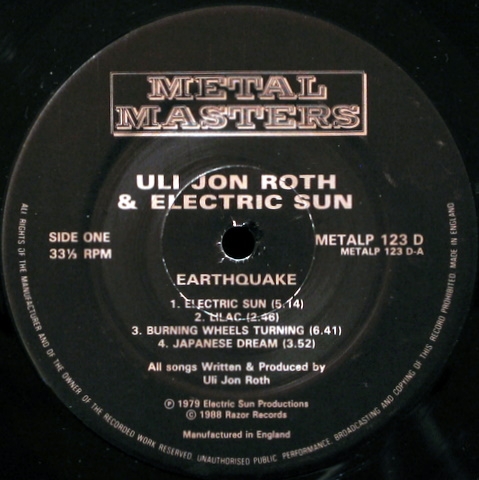 METAL
MASTERS
ULI JON ROTH
& ELECTRIC SUN
SIDE ONE
33⅓ RPM
METALP 123 D
METALP 123 D-A
EARTHQUAKE
1. ELECTRIC SUN (5.14)
2. LILAC (2.46)
3. BURNING WHEELS TURNING (6.41)
4. JAPANESE DREAM (3.52)
All songs Written & Produced by
Uli Jon Roth
℗ 1979 Electric Sun Productions
© 1988 Razor Records
Manufactured in England
ALL RIGHTS OF THE MANUFACTURER AND OF THE OWNER OF THE RECORDED WORK RESERVED. UNAUTHORISED PUBLIC PERFORMANCE, BROADCASTING AND COPYING OF THIS RECORD PROHIBITED. MADE IN ENGLAND